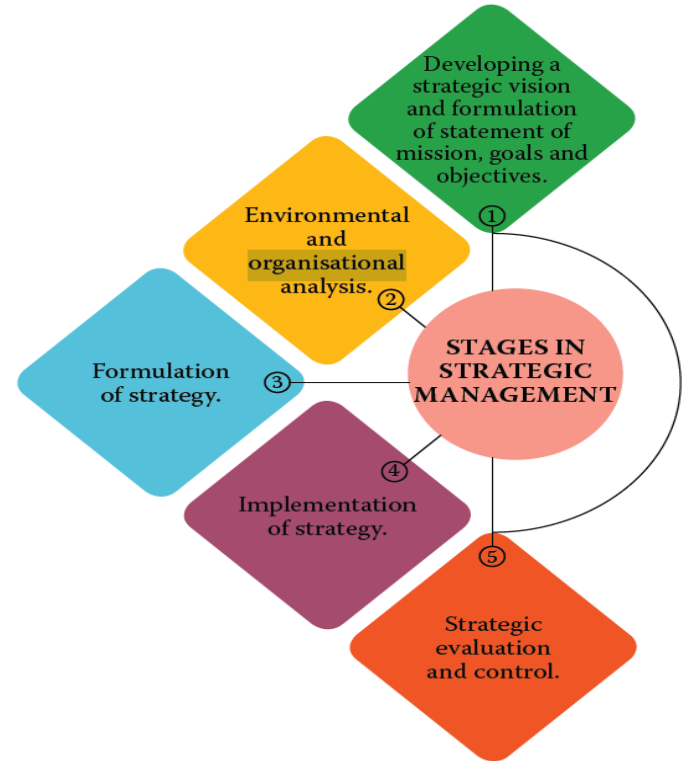 Developing a
strategic vision
and formulation
of statement of
mission, goals and
objectives.
1
Environmental
and
organisational
analysis.
2
Formulation
of strategy.
3
STAGES IN
STRATEGIC
MANAGEMENT
4
Implementation
of strategy.
5
Strategic
evaluation
and control.